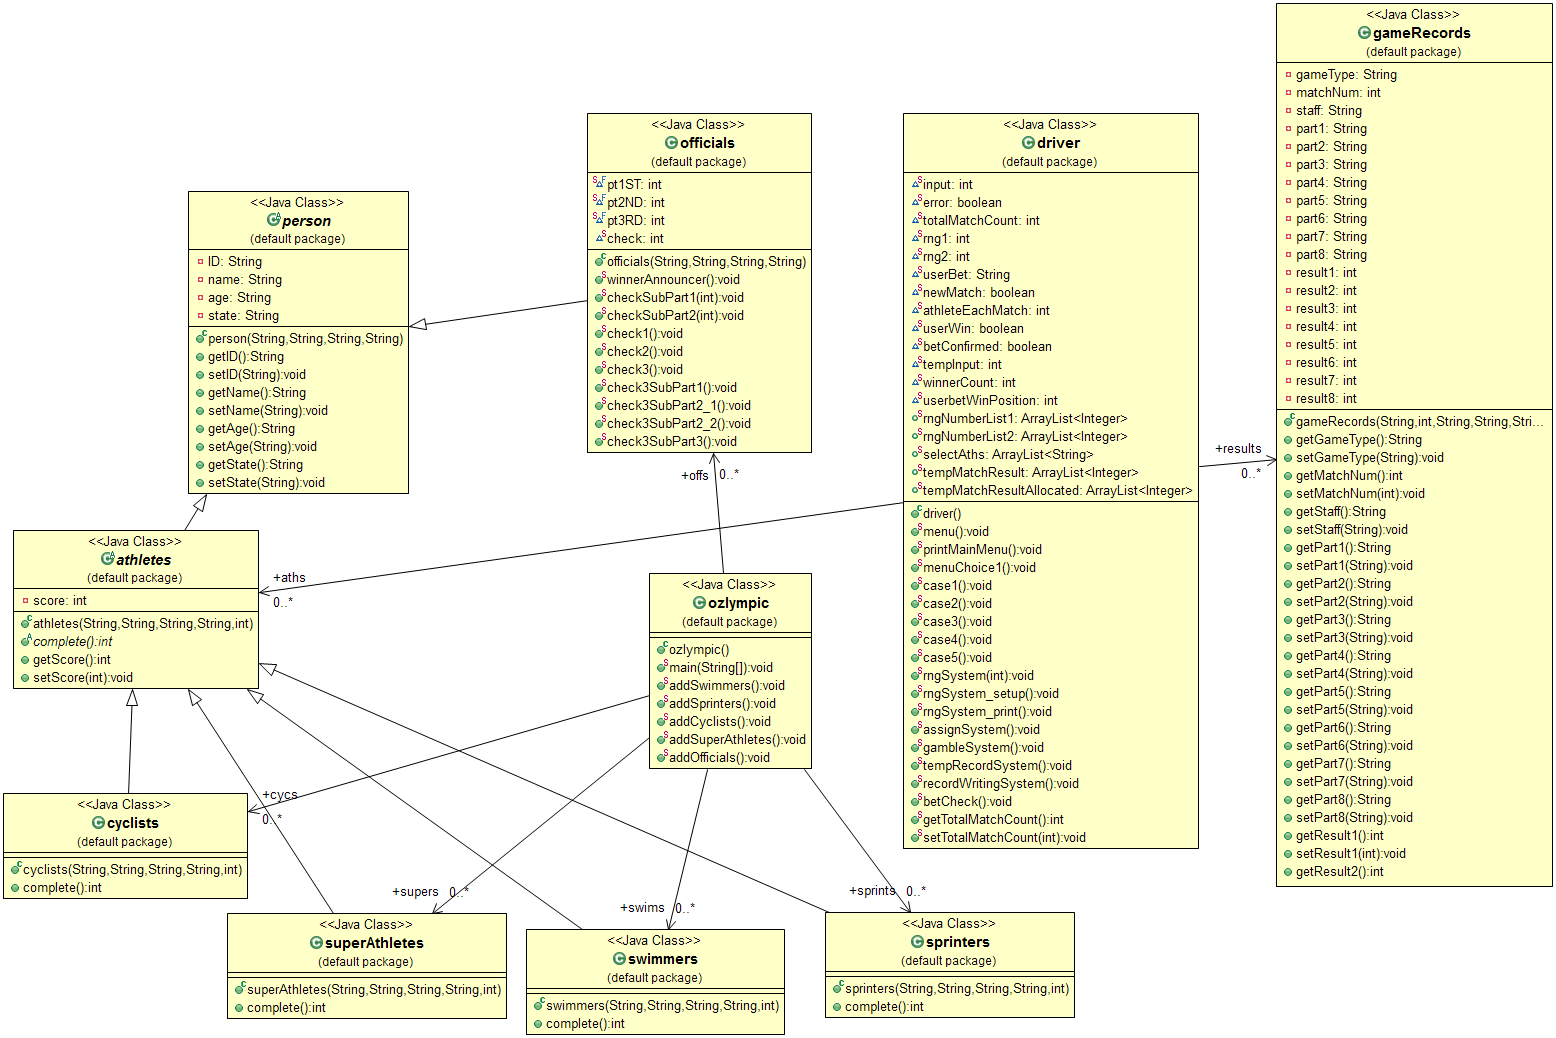 <<Java Class>>
gameRecords
(default package)
gameType: String
matchNum: int
staff: String
part1: String
part2: String
part3: String
part4: String
part5: String
part6: String
part7: String
part8: String
result1: int
result2: int
result3: int
result4: int
result5: int
result6: int
result7: int
result8: int
gameRecords(String,int,String,String,Stri...
getGameType():String
setGameType(String):void
getMatchNum():int
setMatchNum(int):void
getStaff():String
setStaff(String):void
getPart1():String
setPart1(String):void
getPart2():String
setPart2(String):void
getPart3():String
setPart3(String):void
getPart4():String
setPart4(String):void
getPart5():String
setPart5(String):void
getPart6():String
setPart6(String):void
getPart7():String
setPart7(String):void
getPart8():String
setPart8(String):void
getResult1():int
setResult1(int):void
getResult2():int
<<Java Class>>
officials
(default package)
pt1ST: int
pt2ND: int
pt3RD: int
check: int
officials(String,String,String,String)
winnerAnnouncer():void
checkSubPart1(int):void
checkSubPart2(int):void
check1():void
check2():void
check3():void
check3SubPart1():void
check3SubPart2_1():void
check3SubPart2_2():void
check3SubPart3():void
<<Java Class>>
driver
(default package)
input: int
error: boolean
totalMatchCount: int
rng1: int
rng2: int
userBet: String
newMatch: boolean
athleteEachMatch: int
userWin: boolean
betConfirmed: boolean
tempInput: int
winnerCount: int
userbetWinPosition: int
rngNumberList1: ArrayList<Integer>
rngNumberList2: ArrayList<Integer>
selectAths: ArrayList<String>
tempMatchResult: ArrayList<Integer>
tempMatchResultAllocated: ArrayList<Integer>
driver()
menu():void
printMainMenu():void
menuChoice1():void
case1():void
case2():void
case3():void
case4():void
case5():void
rngSystem(int):void
rngSystem_setup():void
rngSystem_print():void
assignSystem():void
gambleSystem():void
tempRecordSystem():void
recordWritingSystem():void
betCheck():void
getTotalMatchCount():int
setTotalMatchCount(int):void
<<Java Class>>
person
(default package)
ID: String
name: String
age: String
state: String
person(String,String,String,String)
getID():String
setID(String):void
getName():String
setName(String):void
getAge():String
setAge(String):void
getState():String
setState(String):void
+results
0..*
+offs
0..*
<<Java Class>>
athletes
(default package)
score: int
athletes(String,String,String,String,int)
complete():int
getScore():int
setScore(int):void
+aths
0..*
<<Java Class>>
ozlympic
(default package)
ozlympic()
main(String[]):void
addSwimmers():void
addSprinters():void
addCyclists():void
addSuperAthletes():void
addOfficials():void
+cycs
0..*
<<Java Class>>
cyclists
(default package)
cyclists(String,String,String,String,int)
complete():int
+supers
0..*
+swims
0..*
+sprints
0..*
<<Java Class>>
superAthletes
(default package)
superAthletes(String,String,String,String,int)
complete():int
<<Java Class>>
swimmers
(default package)
swimmers(String,String,String,String,int)
complete():int
<<Java Class>>
sprinters
(default package)
sprinters(String,String,String,String,int)
complete():int